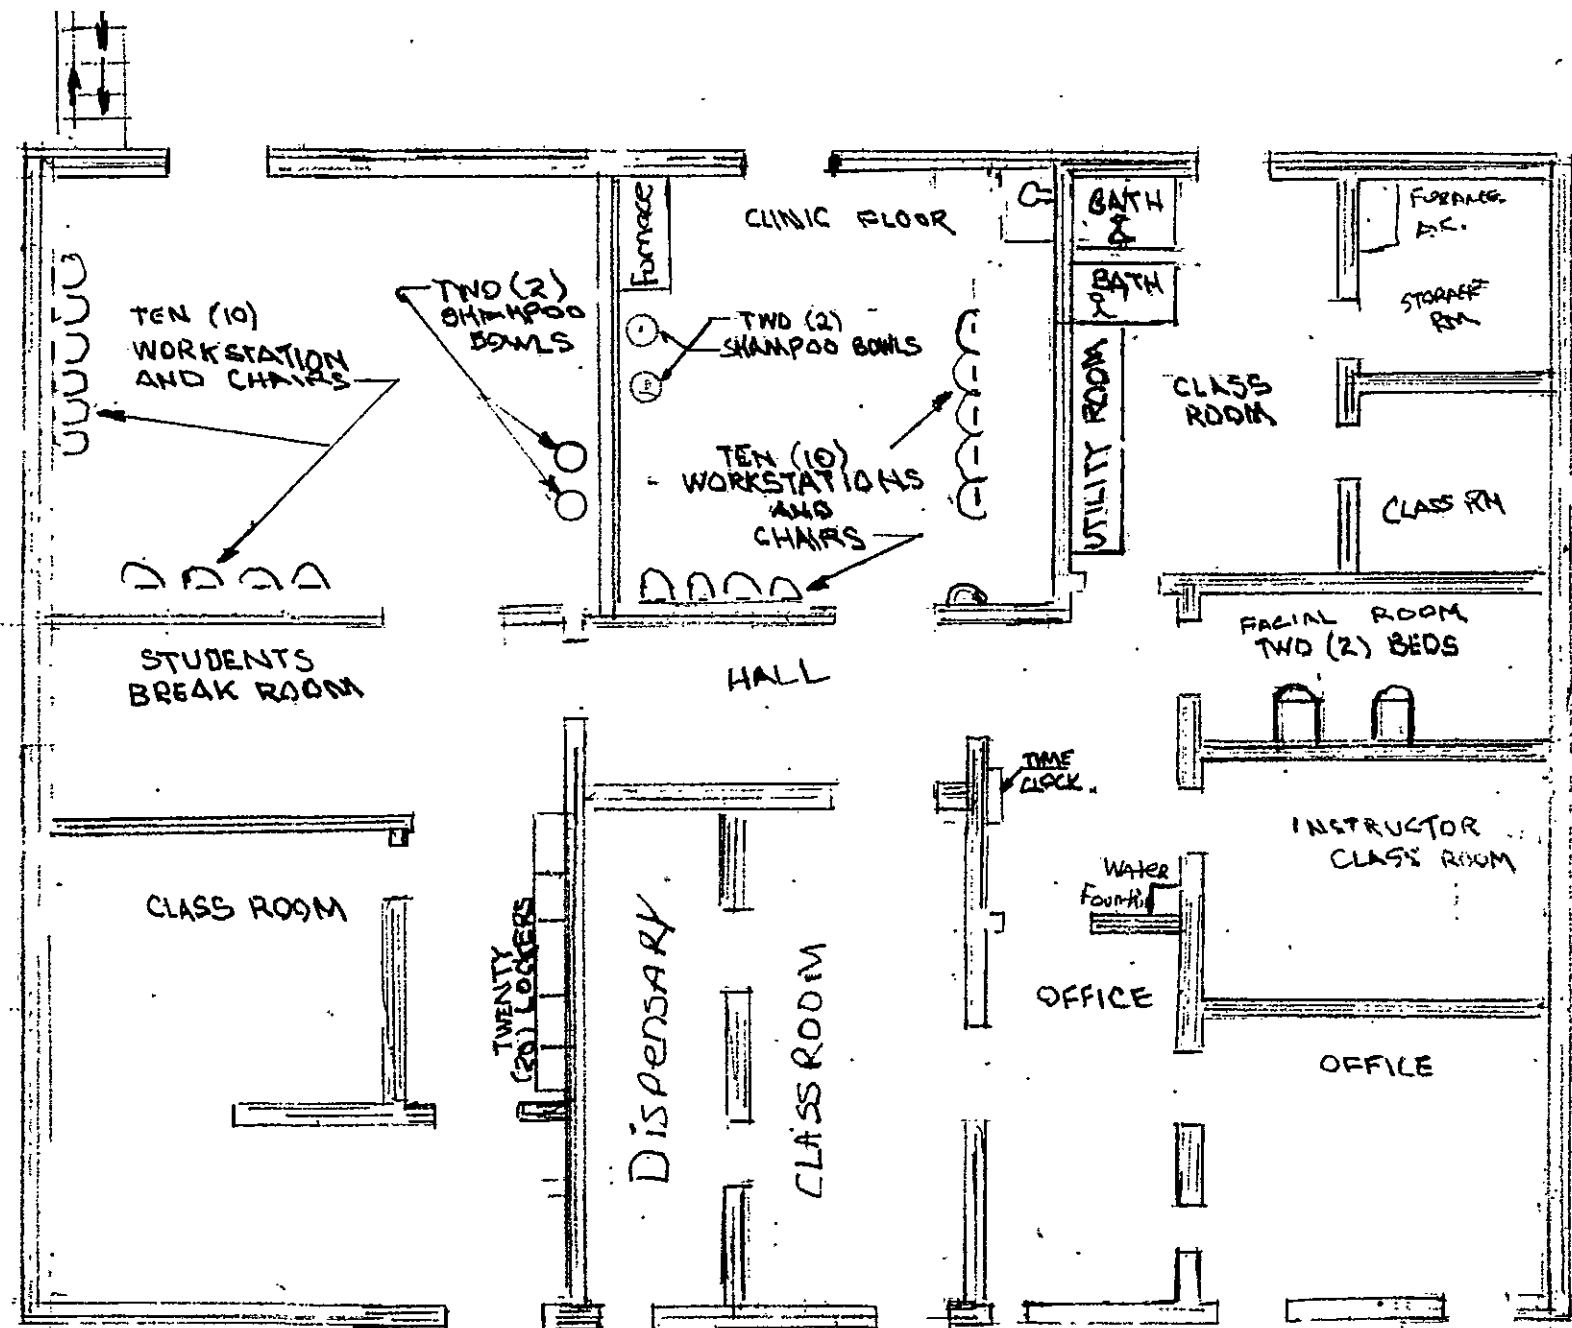 Furnace
CLINIC FLOOR
BATH
BATH
FURNACE
A.C.
STORAGE
RM
TEN (10)
WORKSTATION
AND CHAIRS
TWO (2)
SHAMPOO
BOWLS
TWO (2)
SHAMPOO BOWLS
TEN (10)
WORKSTATIONS
AND
CHAIRS
UTILITY ROOM
CLASS
ROOM
CLASS RM
STUDENTS
BREAK ROOM
HALL
FACIAL ROOM
TWO (2) BEDS
TIME
CLOCK.
INSTRUCTOR
CLASS ROOM
WATER
CLASS ROOM
TWENTY
(20) LOCKERS
DISPENSARY
CLASSROOM
OFFICE
OFFICE